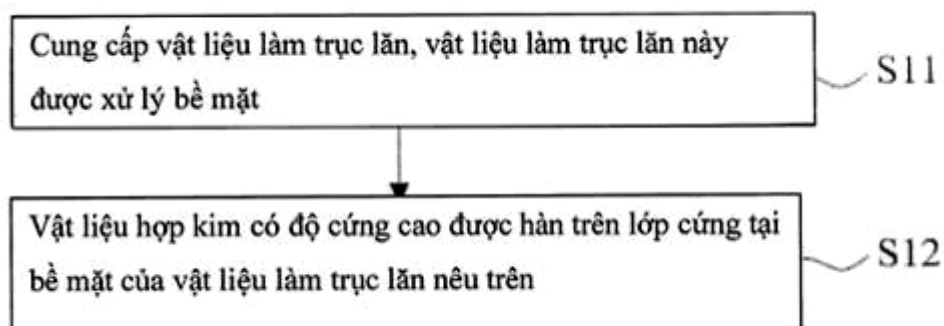 Cung cấp vật liệu làm trục lăn, vật liệu làm trục lăn này
được xử lý bề mặt
S11
Vật liệu hợp kim có độ cứng cao được hàn trên lớp cứng tại
bề mặt của vật liệu làm trục lăn nêu trên
S12